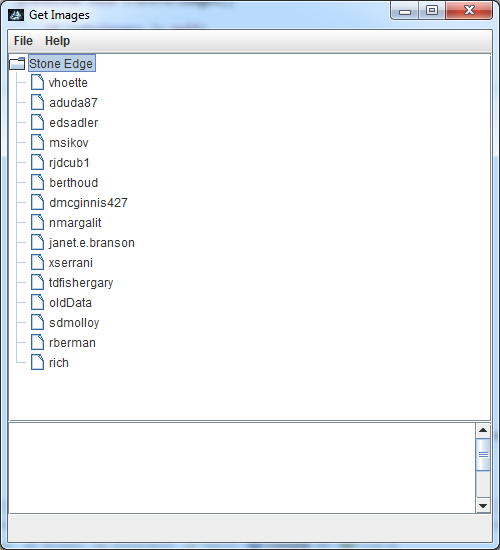 Get Images
File Help
Stone Edge
vhoette
aduda87
edsadler
msikov
rjdcub1
berthoud
dmcginnis427
nmargalit
janet.e.branson
xserrani
tdfishergary
oldData
sdmolloy
rberman
rich